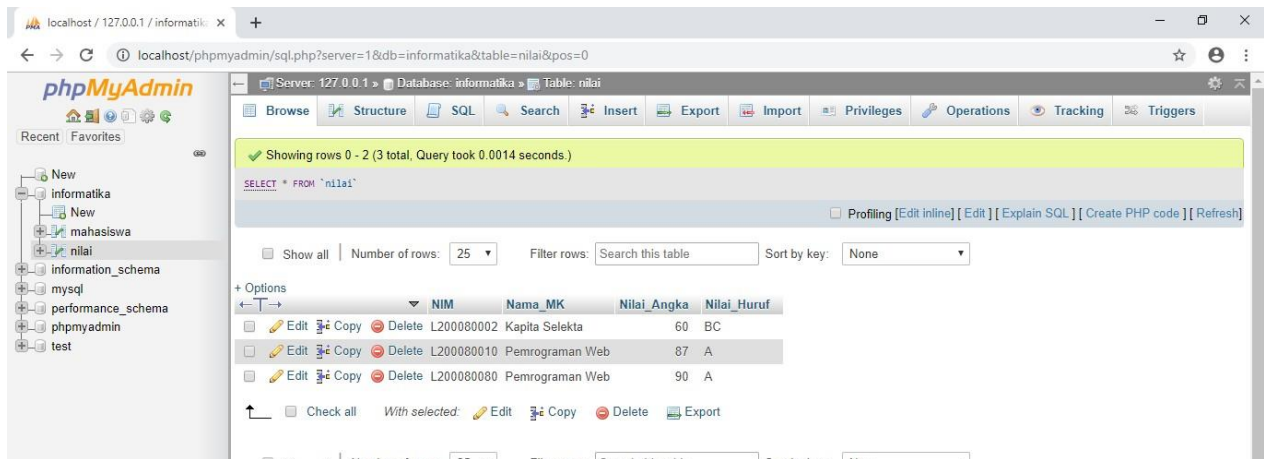 localhost / 127.0.0.1 / informatik
localhost/phpmyadmin/sql.php?server=1&db=informatika&table=nilai&pos=0
phpMyAdmin
Recent Favorites
New
informatika
New
mahasiswa
nilai
information_schema
mysql
performance_schema
phpmyadmin
test
Server: 127.0.0.1 » Database: informatika » Table: nilai
Browse Structure SQL Search Insert Export Import Privileges Operations Tracking Triggers
Showing rows 0 - 2 (3 total, Query took 0.0014 seconds.)
SELECT * FROM `nilai`
Profiling [Edit inline] [ Edit ] [ Explain SQL ] [ Create PHP code ] [ Refresh]
Show all | Number of rows: 25 Filter rows: Search this table Sort by key: None
+ Options
←T→ NIM Nama_MK Nilai_Angka Nilai_Huruf
Edit Copy Delete L200080002 Kapita Selekta 60 BC
Edit Copy Delete L200080010 Pemrograman Web 87 A
Edit Copy Delete L200080080 Pemrograman Web 90 A
Check all With selected: Edit Copy Delete Export